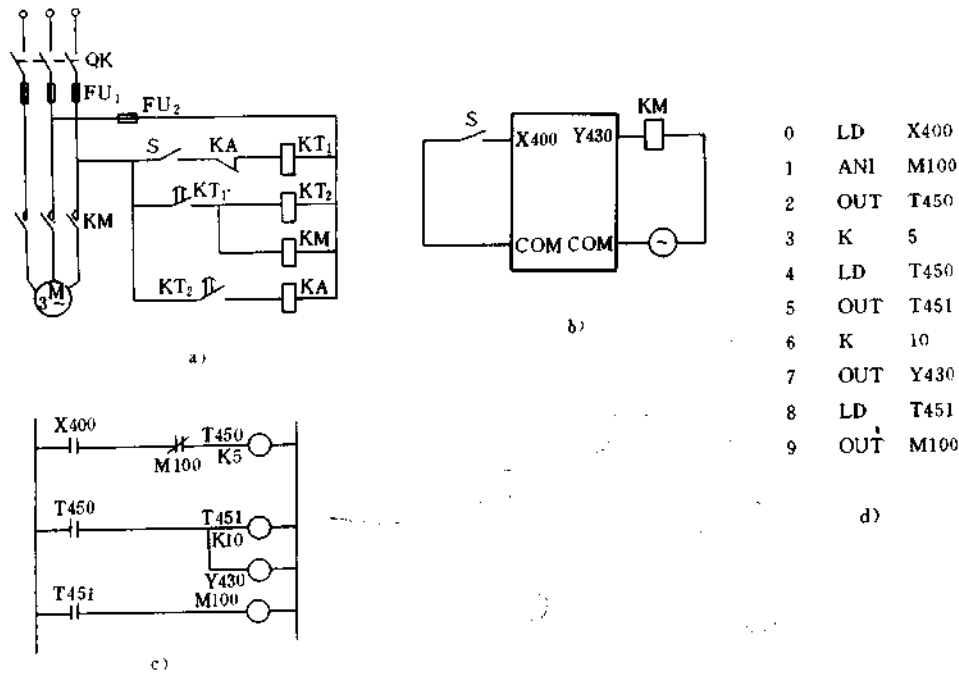 QK
FU₁
FU₂
S KA KT₁
KT₁ KT₂
KM
KM
KT₂ KA
M
3~
a)
S X400 Y430 KM
COM COM ~
b)
X400 M100 T450 K5
T450 T451 K10
Y430
T451 M100
c)
0 LD X400
1 ANI M100
2 OUT T450
3 K 5
4 LD T450
5 OUT T451
6 K 10
7 OUT Y430
8 LD T451
9 OUT M100
d)